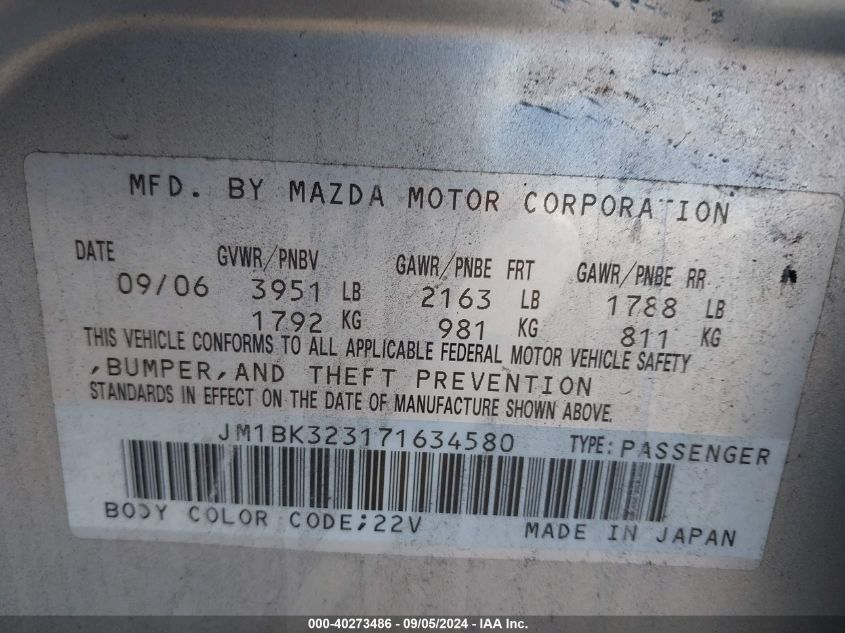 MFD. BY MAZDA MOTOR CORPORATION
DATE GVWR/PNBV GAWR/PNBE FRT GAWR/PNBE RR
09/06 3951 LB 2163 LB 1788 LB
1792 KG 981 KG 811 KG
THIS VEHICLE CONFORMS TO ALL APPLICABLE FEDERAL MOTOR VEHICLE SAFETY
,BUMPER,AND THEFT PREVENTION
STANDARDS IN EFFECT ON THE DATE OF MANUFACTURE SHOWN ABOVE.
JM1BK323171634580 TYPE:PASSENGER
BODY COLOR CODE;22V MADE IN JAPAN
000-40273486 - 09/05/2024 - IAA Inc.